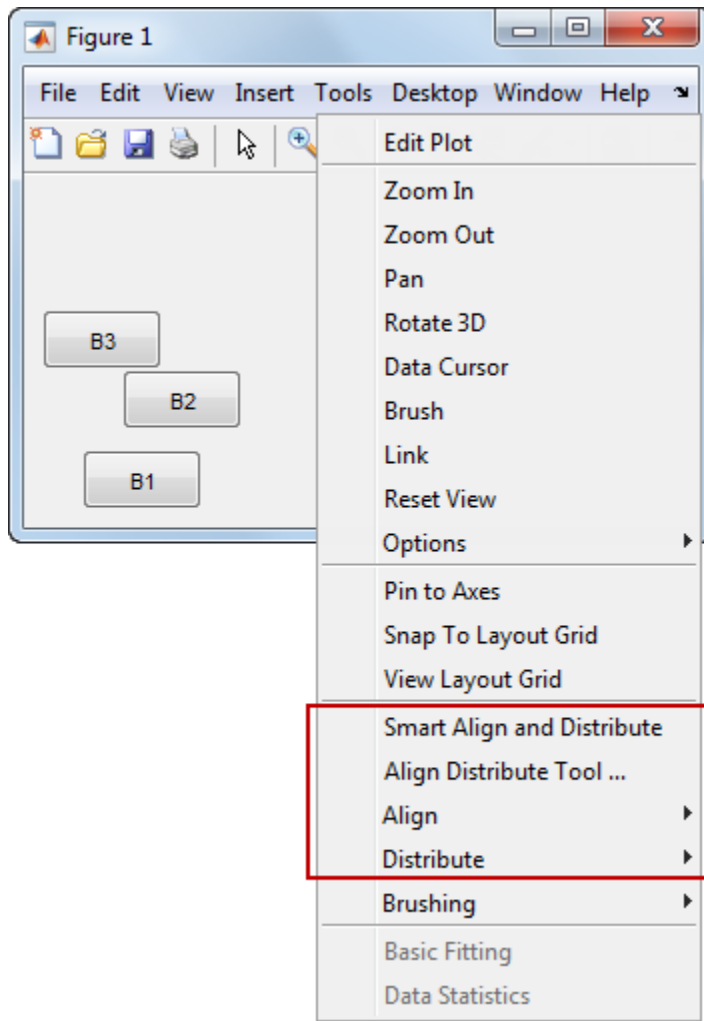 Figure 1
File Edit View Insert Tools Desktop Window Help
Edit Plot
Zoom In
Zoom Out
Pan
Rotate 3D
Data Cursor
Brush
Link
Reset View
Options
Pin to Axes
Snap To Layout Grid
View Layout Grid
Smart Align and Distribute
Align Distribute Tool ...
Align
Distribute
Brushing
Basic Fitting
Data Statistics
B3
B2
B1